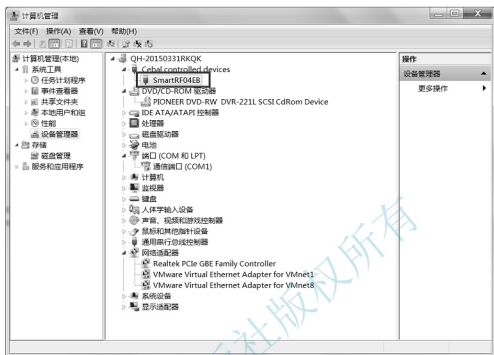 计算机管理
文件(F) 操作(A) 查看(V) 帮助(H)
计算机管理(本地)
系统工具
任务计划程序
事件查看器
共享文件夹
本地用户和组
性能
设备管理器
存储
磁盘管理
服务和应用程序
QH-20150331RKQK
Cebal controlled devices
SmartRF04EB
DVD/CD-ROM 驱动器
PIONEER DVD-RW DVR-221L SCSI CdRom Device
IDE ATA/ATAPI 控制器
处理器
磁盘驱动器
电池
端口 (COM 和 LPT)
通信端口 (COM1)
计算机
监视器
键盘
人体学输入设备
声音、视频和游戏控制器
鼠标和其他指针设备
通用串行总线控制器
网络适配器
Realtek PCIe GBE Family Controller
VMware Virtual Ethernet Adapter for VMnet1
VMware Virtual Ethernet Adapter for VMnet8
系统设备
显示适配器
操作
设备管理器
更多操作